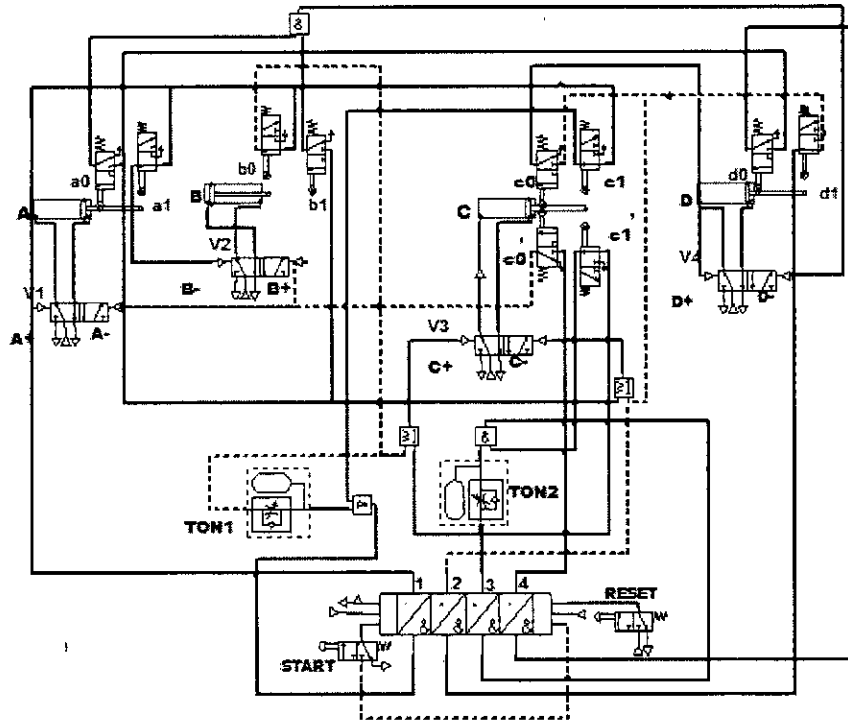 &
a0
a1
b0
b1
c0
c1
d0
d1
A
B
C
D
c0'
c1'
V1
V2
V3
V4
A+
A-
B-
B+
C+
C-
D+
D-
&
TON1
TON2
1 2 3 4
& & & &
START
RESET